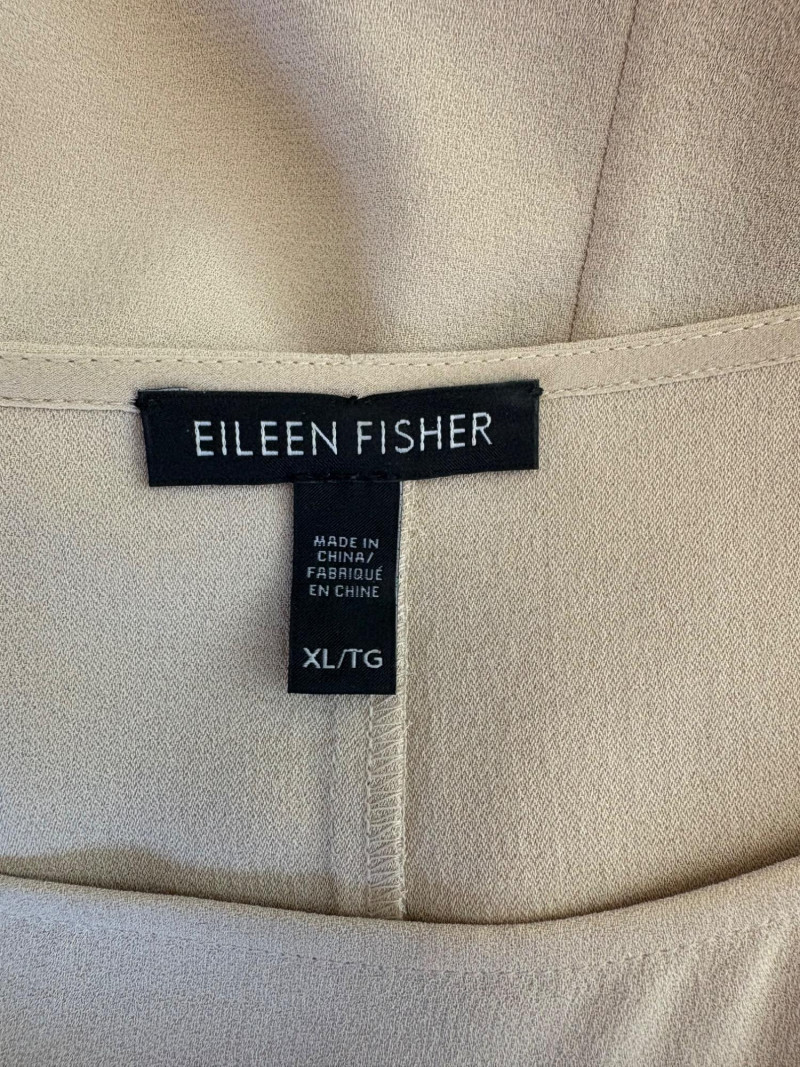 EILEEN FISHER
MADE IN
CHINA/
FABRIQUÉ
EN CHINE
XL/TG